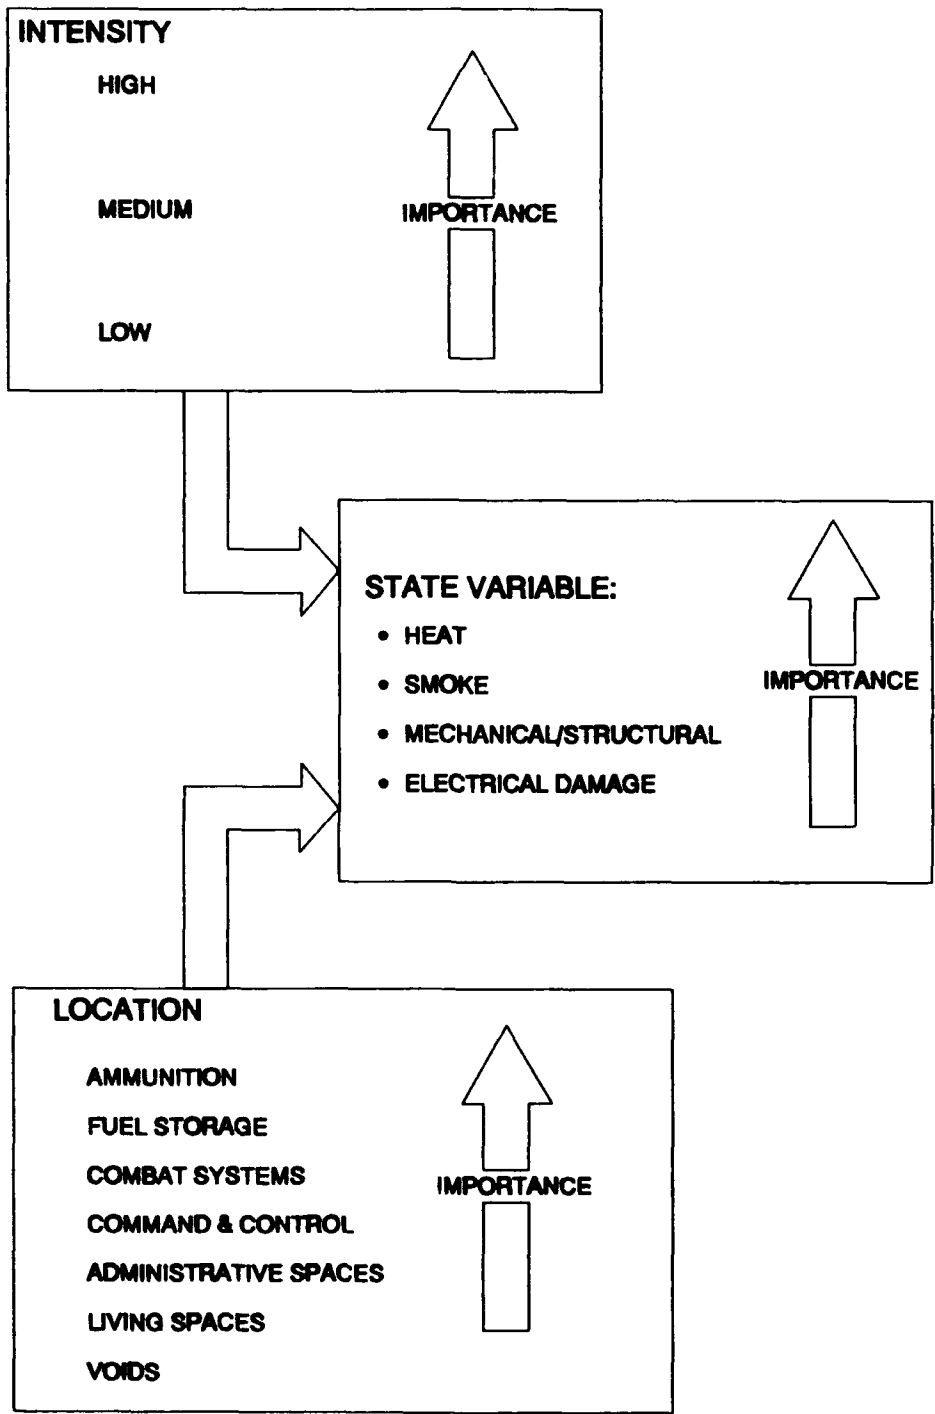 INTENSITY
HIGH
MEDIUM
IMPORTANCE
LOW
STATE VARIABLE:
• HEAT
• SMOKE
IMPORTANCE
• MECHANICAL/STRUCTURAL
• ELECTRICAL DAMAGE
LOCATION
AMMUNITION
FUEL STORAGE
COMBAT SYSTEMS
IMPORTANCE
COMMAND & CONTROL
ADMINISTRATIVE SPACES
LIVING SPACES
VOIDS